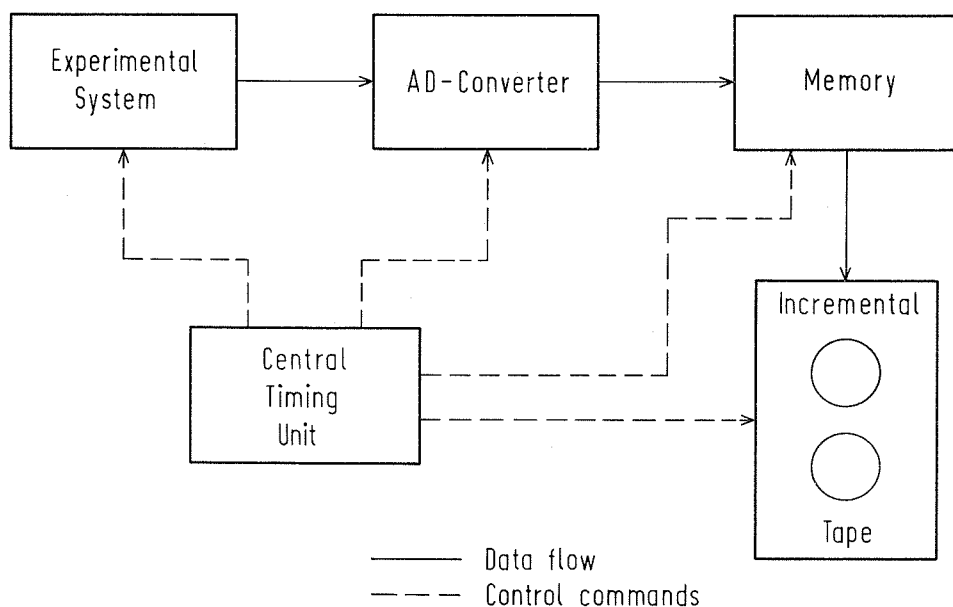 Experimental
System
AD-Converter
Memory
Central
Timing
Unit
Incremental
Tape
Data flow
Control commands